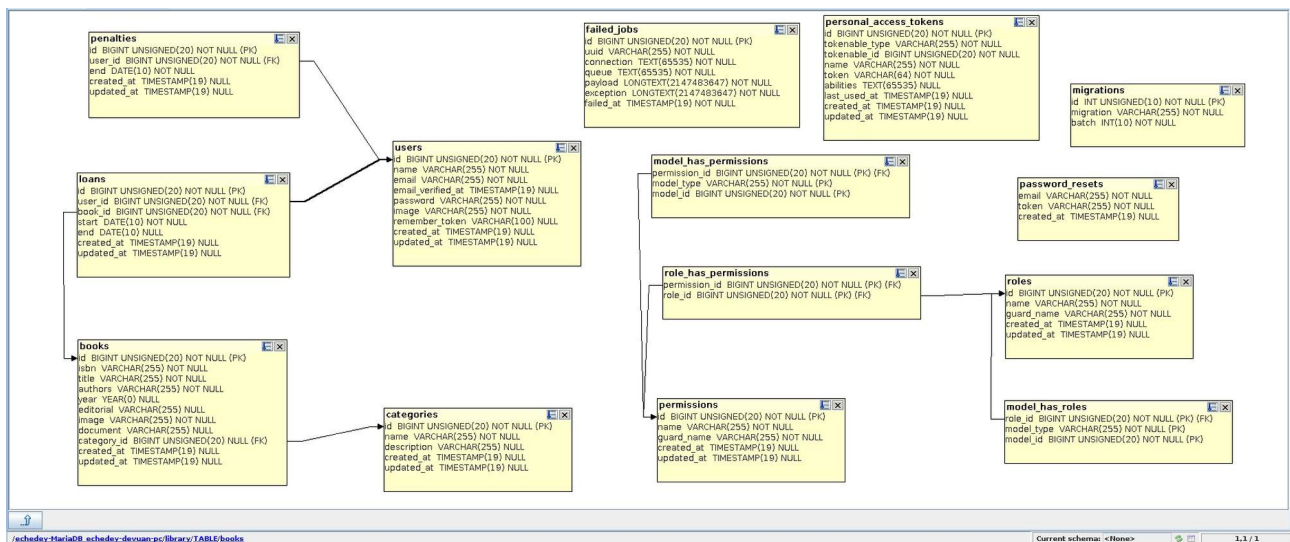 penalties
id BIGINT UNSIGNED(20) NOT NULL (PK)
user_id BIGINT UNSIGNED(20) NOT NULL (FK)
end DATE(10) NOT NULL
created_at TIMESTAMP(19) NULL
updated_at TIMESTAMP(19) NULL
failed_jobs
id BIGINT UNSIGNED(20) NOT NULL (PK)
uuid VARCHAR(255) NOT NULL
connection TEXT(65535) NOT NULL
queue TEXT(65535) NOT NULL
payload LONGTEXT(2147483647) NOT NULL
exception LONGTEXT(2147483647) NOT NULL
failed_at TIMESTAMP(19) NOT NULL
personal_access_tokens
id BIGINT UNSIGNED(20) NOT NULL (PK)
tokenable_type VARCHAR(255) NOT NULL
tokenable_id BIGINT UNSIGNED(20) NOT NULL
name VARCHAR(255) NOT NULL
token VARCHAR(64) NOT NULL
abilities TEXT(65535) NULL
last_used_at TIMESTAMP(19) NULL
created_at TIMESTAMP(19) NULL
updated_at TIMESTAMP(19) NULL
migrations
id INT UNSIGNED(10) NOT NULL (PK)
migration VARCHAR(255) NOT NULL
batch INT(10) NOT NULL
loans
id BIGINT UNSIGNED(20) NOT NULL (PK)
user_id BIGINT UNSIGNED(20) NOT NULL (FK)
book_id BIGINT UNSIGNED(20) NOT NULL (FK)
start DATE(10) NOT NULL
end DATE(10) NULL
created_at TIMESTAMP(19) NULL
updated_at TIMESTAMP(19) NULL
users
id BIGINT UNSIGNED(20) NOT NULL (PK)
name VARCHAR(255) NOT NULL
email VARCHAR(255) NOT NULL
email_verified_at TIMESTAMP(19) NULL
password VARCHAR(255) NOT NULL
image VARCHAR(255) NOT NULL
remember_token VARCHAR(100) NULL
created_at TIMESTAMP(19) NULL
updated_at TIMESTAMP(19) NULL
model_has_permissions
permission_id BIGINT UNSIGNED(20) NOT NULL (PK) (FK)
model_type VARCHAR(255) NOT NULL (PK)
model_id BIGINT UNSIGNED(20) NOT NULL (PK)
password_resets
email VARCHAR(255) NOT NULL
token VARCHAR(255) NOT NULL
created_at TIMESTAMP(19) NULL
role_has_permissions
permission_id BIGINT UNSIGNED(20) NOT NULL (PK) (FK)
role_id BIGINT UNSIGNED(20) NOT NULL (PK) (FK)
roles
id BIGINT UNSIGNED(20) NOT NULL (PK)
name VARCHAR(255) NOT NULL
guard_name VARCHAR(255) NOT NULL
created_at TIMESTAMP(19) NULL
updated_at TIMESTAMP(19) NULL
books
id BIGINT UNSIGNED(20) NOT NULL (PK)
isbn VARCHAR(255) NOT NULL
title VARCHAR(255) NOT NULL
authors VARCHAR(255) NOT NULL
year YEAR(0) NULL
editorial VARCHAR(255) NULL
image VARCHAR(255) NOT NULL
document VARCHAR(255) NULL
category_id BIGINT UNSIGNED(20) NULL (FK)
created_at TIMESTAMP(19) NULL
updated_at TIMESTAMP(19) NULL
categories
id BIGINT UNSIGNED(20) NOT NULL (PK)
name VARCHAR(255) NOT NULL
description VARCHAR(255) NULL
created_at TIMESTAMP(19) NULL
updated_at TIMESTAMP(19) NULL
permissions
id BIGINT UNSIGNED(20) NOT NULL (PK)
name VARCHAR(255) NOT NULL
guard_name VARCHAR(255) NOT NULL
created_at TIMESTAMP(19) NULL
updated_at TIMESTAMP(19) NULL
model_has_roles
role_id BIGINT UNSIGNED(20) NOT NULL (PK) (FK)
model_type VARCHAR(255) NOT NULL (PK)
model_id BIGINT UNSIGNED(20) NOT NULL (PK)
/echedey-MariaDB echedey-devuan-pc/library/TABLE/books
Current schema: <None>
1,1 / 1